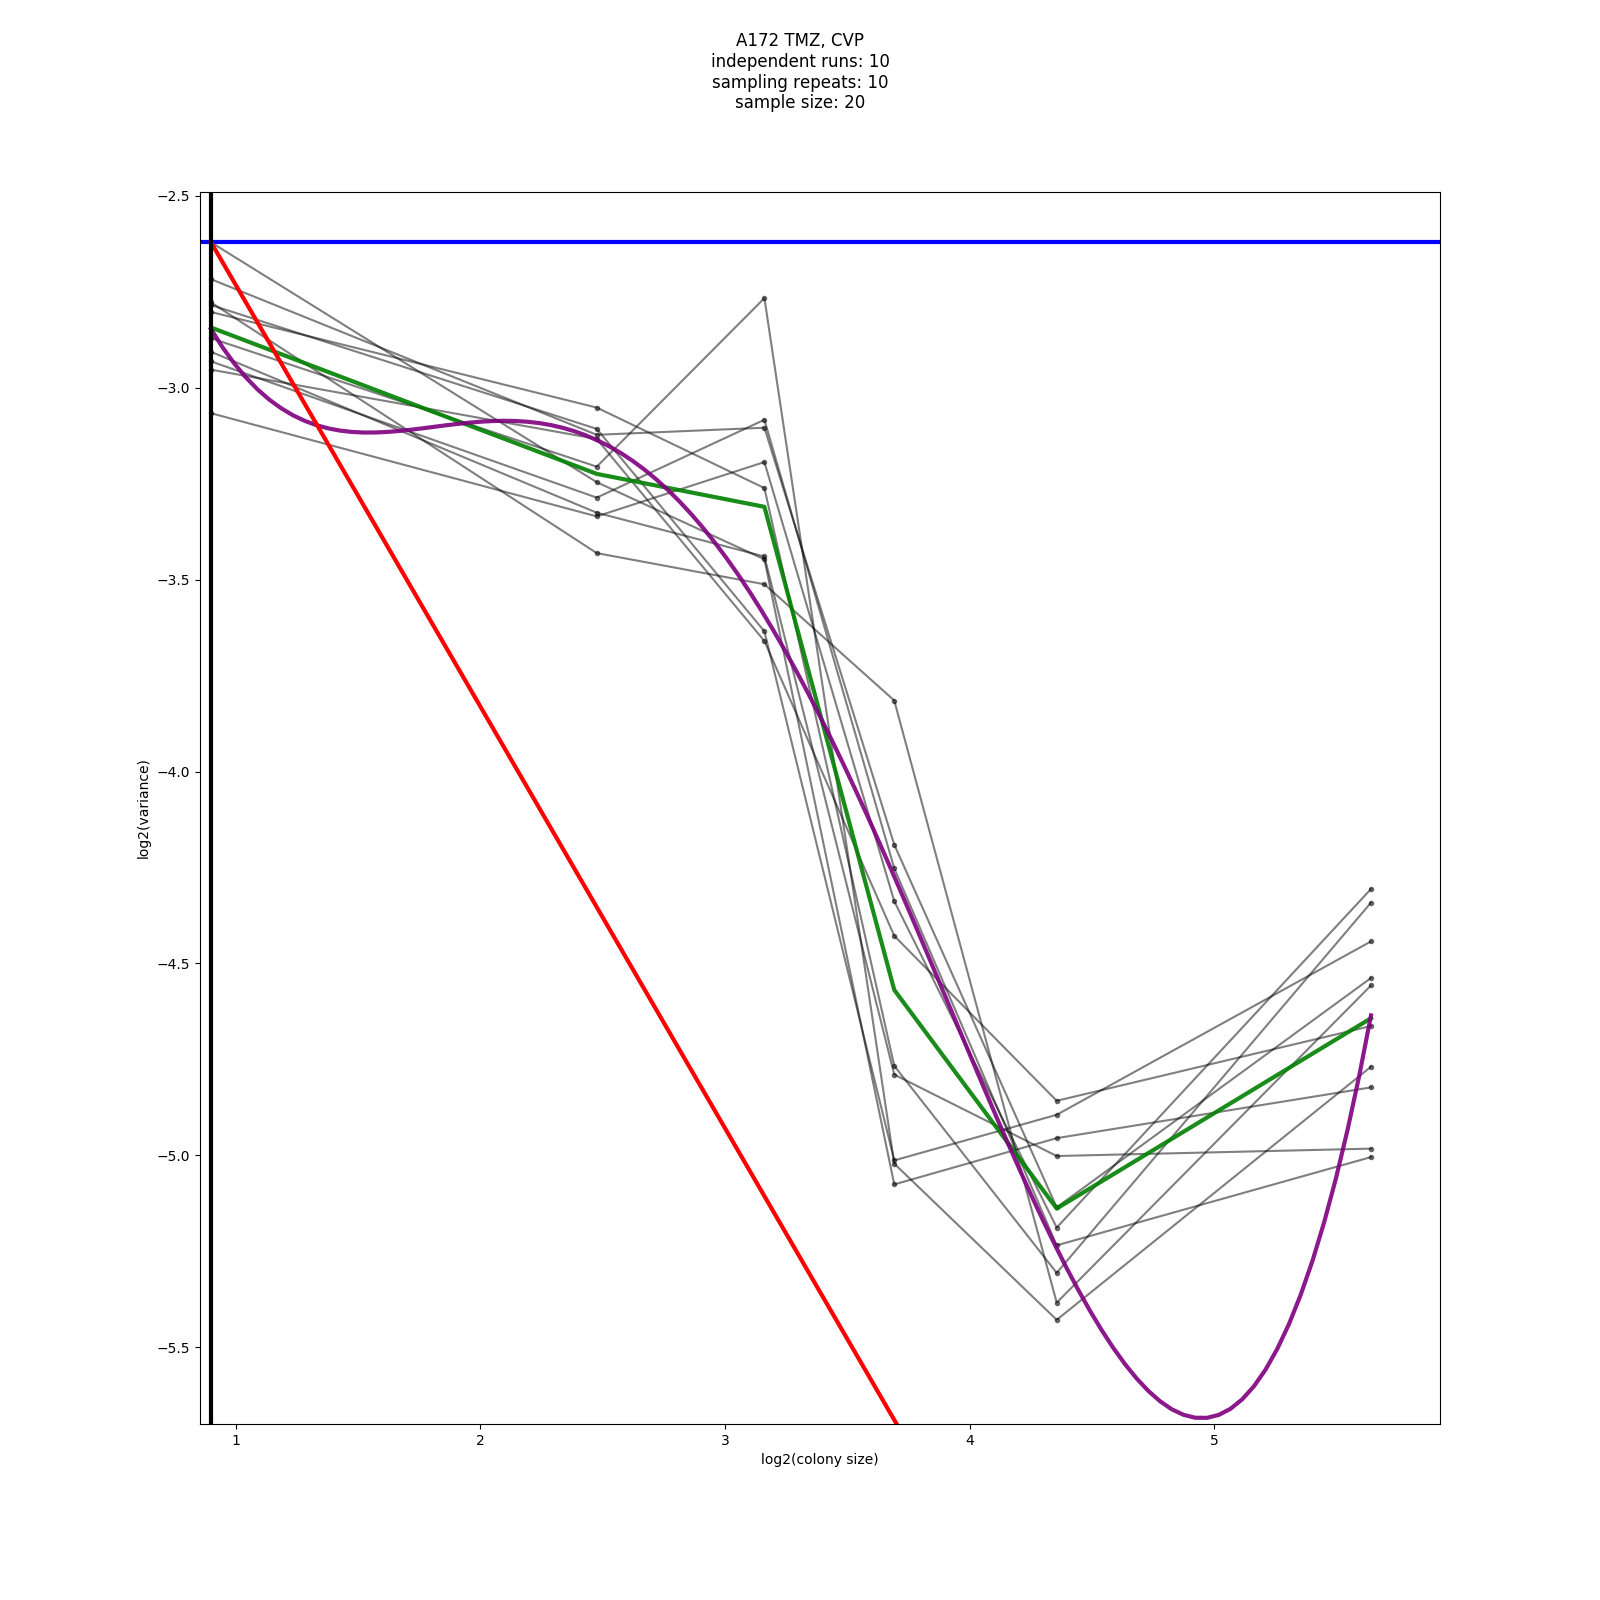 A172 TMZ, CVP
independent runs: 10
sampling repeats: 10
sample size: 20
−2.5
−3.0
−3.5
−4.0
−4.5
−5.0
−5.5
log2(variance)
1 2 3 4 5
log2(colony size)